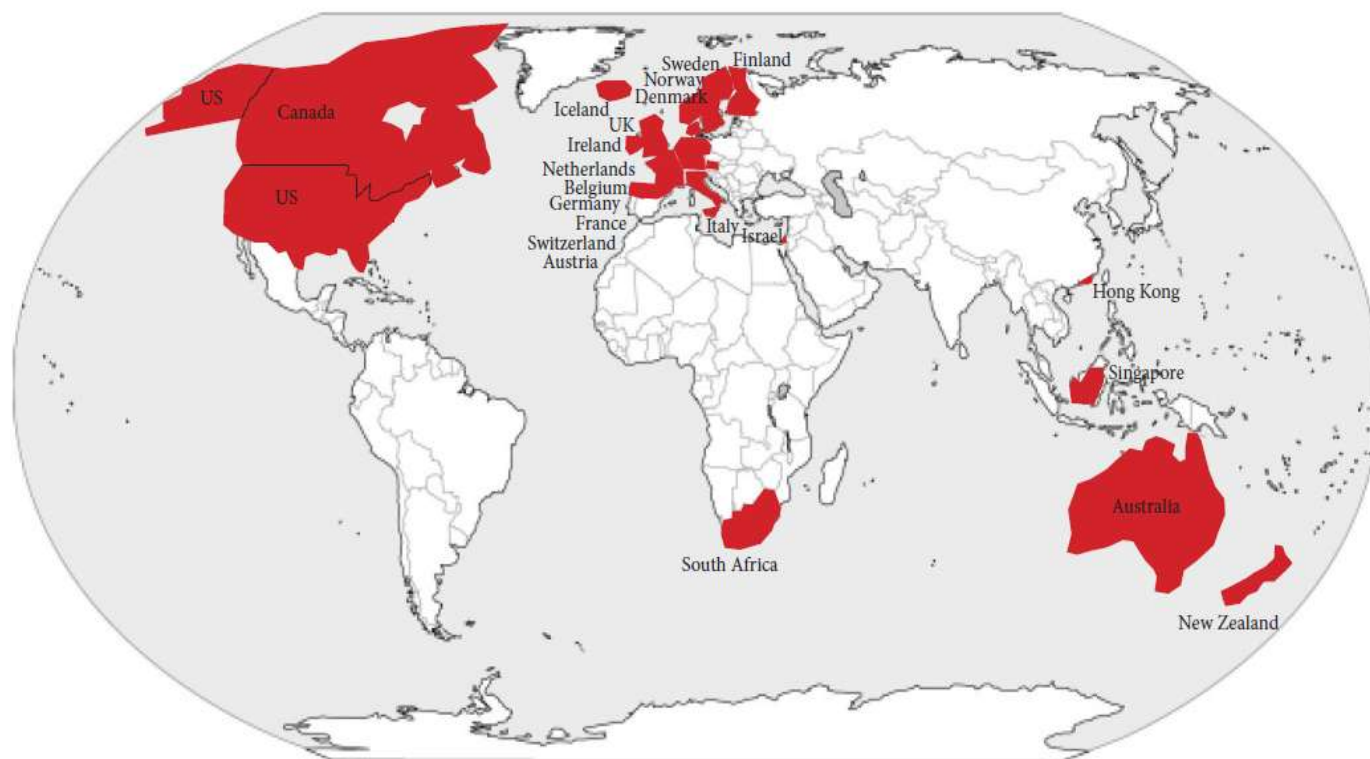 US
Canada
US
Iceland
Sweden
Finland
Norway
Denmark
UK
Ireland
Netherlands
Belgium
Germany
France
Switzerland
Austria
Italy
Israel
Hong Kong
Singapore
Australia
South Africa
New Zealand